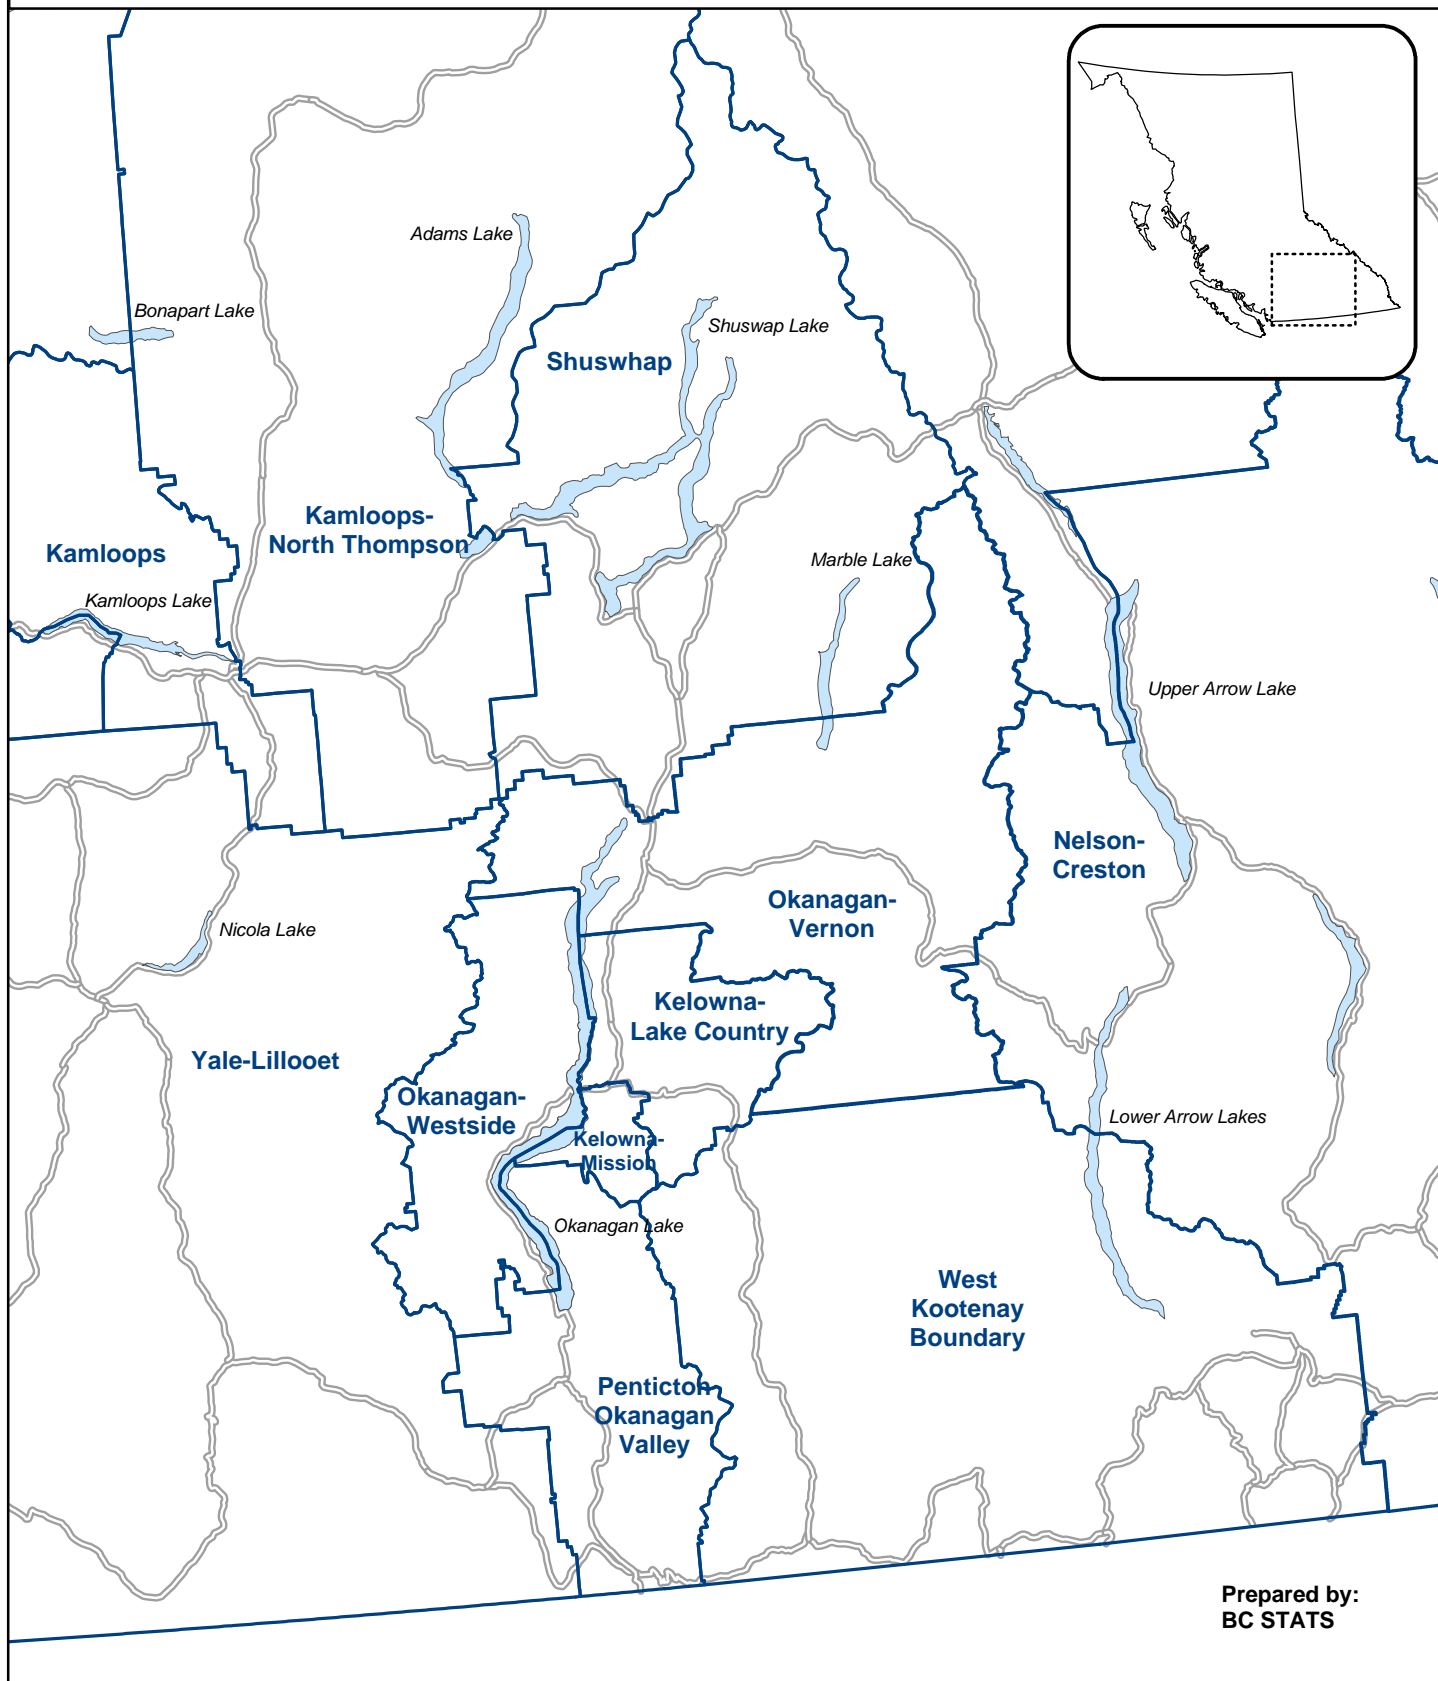 Adams Lake
Bonapart Lake
Shuswap Lake
Shuswhap
Kamloops-
North Thompson
Kamloops
Marble Lake
Kamloops Lake
Upper Arrow Lake
Nelson-
Creston
Okanagan-
Vernon
Nicola Lake
Kelowna-
Lake Country
Yale-Lillooet
Okanagan-
Westside
Lower Arrow Lakes
Kelowna-
Mission
Okanagan Lake
West
Kootenay
Boundary
Penticton
Okanagan
Valley
Prepared by:
BC STATS